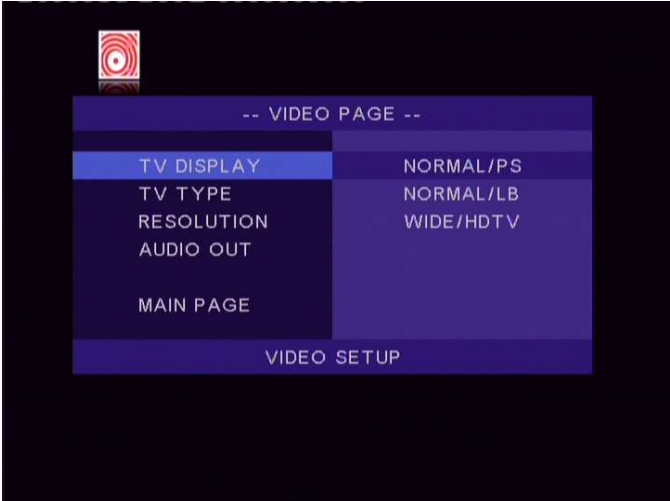 -- VIDEO PAGE --
TV DISPLAY NORMAL/PS
TV TYPE NORMAL/LB
RESOLUTION WIDE/HDTV
AUDIO OUT
MAIN PAGE
VIDEO SETUP